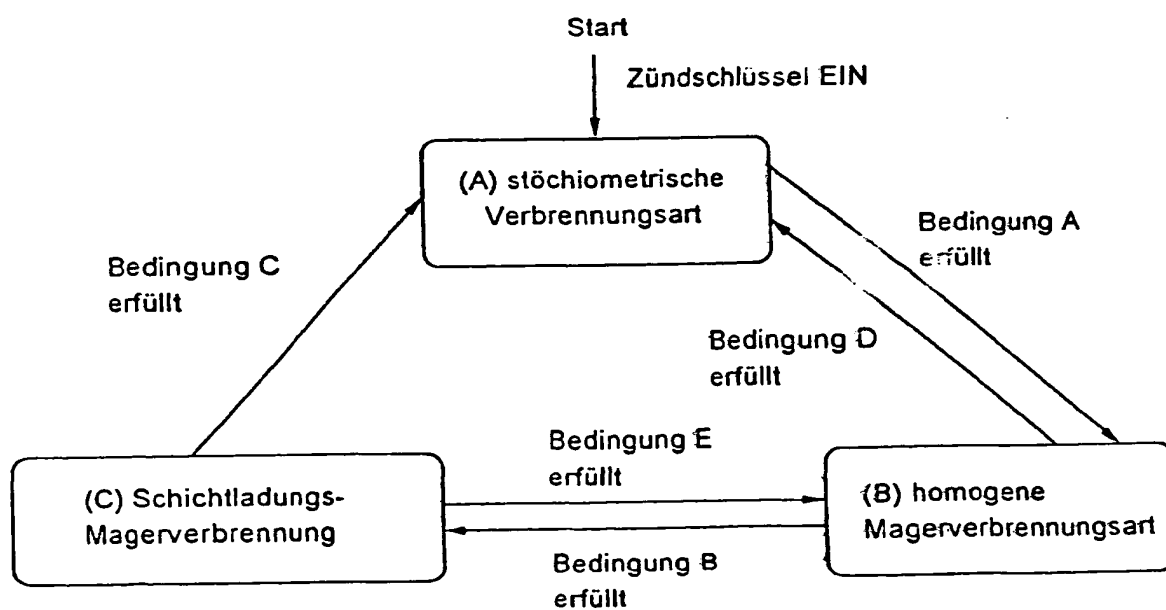 Start
Zündschlüssel EIN
(A) stöchiometrische
Verbrennungsart
Bedingung A
erfüllt
Bedingung C
erfüllt
Bedingung D
erfüllt
Bedingung E
erfüllt
(C) Schichtladungs-
Magerverbrennung
(B) homogene
Magerverbrennungsart
Bedingung B
erfüllt